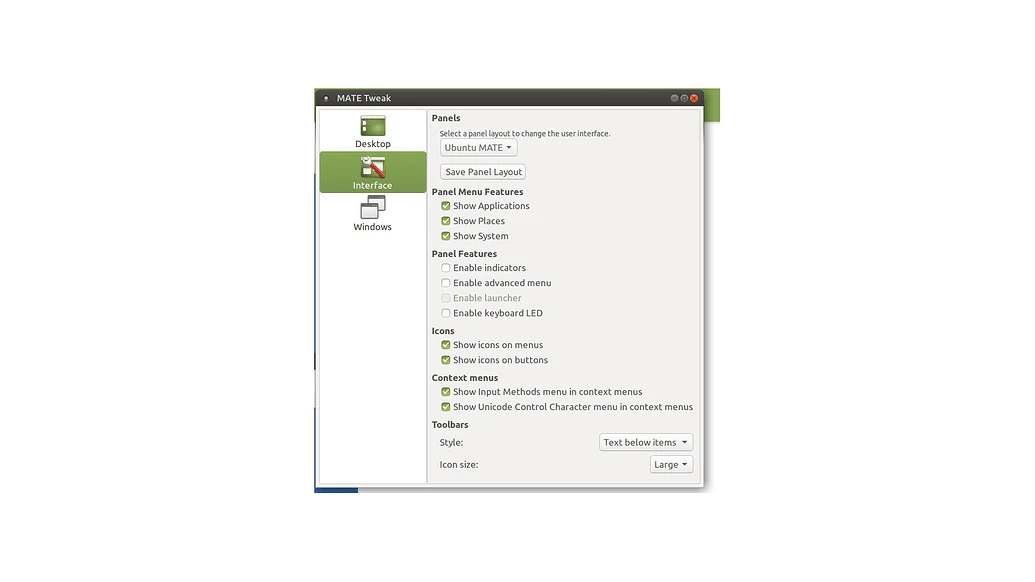 MATE Tweak
Desktop
Interface
Windows
Panels
Select a panel layout to change the user interface.
Ubuntu MATE
Save Panel Layout
Panel Menu Features
Show Applications
Show Places
Show System
Panel Features
Enable indicators
Enable advanced menu
Enable launcher
Enable keyboard LED
Icons
Show icons on menus
Show icons on buttons
Context menus
Show Input Methods menu in context menus
Show Unicode Control Character menu in context menus
Toolbars
Style: Text below items
Icon size: Large